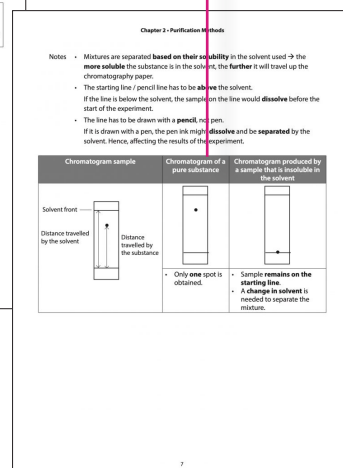 Chapter 2 • Purification Methods
Notes • Mixtures are separated based on their solubility in the solvent used → the
more soluble the substance is in the solvent, the further it will travel up the
chromatography paper.
• The starting line / pencil line has to be above the solvent.
If the line is below the solvent, the sample on the line would dissolve before the
start of the experiment.
• The line has to be drawn with a pencil, not pen.
If it is drawn with a pen, the pen ink might dissolve and be separated by the
solvent. Hence, affecting the results of the experiment.
Chromatogram sample
Chromatogram of a
pure substance
Chromatogram produced by
a sample that is insoluble in
the solvent
Solvent front
Distance travelled
by the solvent
Distance
travelled by
the substance
• Only one spot is
obtained.
• Sample remains on the
starting line.
• A change in solvent is
needed to separate the
mixture.
7